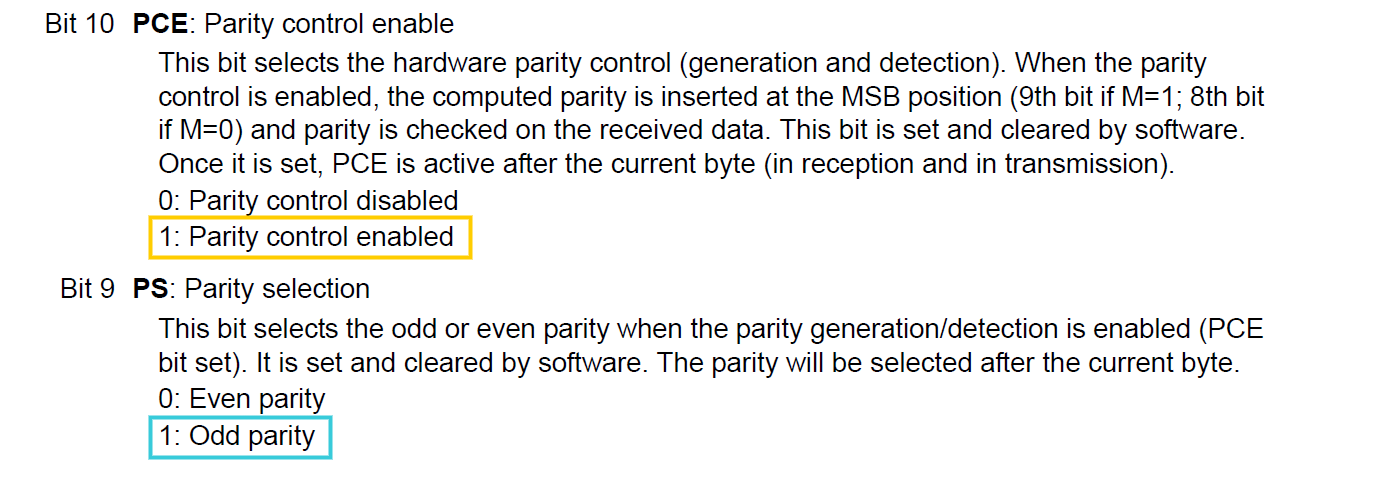 Bit 10 PCE: Parity control enable
This bit selects the hardware parity control (generation and detection). When the parity
control is enabled, the computed parity is inserted at the MSB position (9th bit if M=1; 8th bit
if M=0) and parity is checked on the received data. This bit is set and cleared by software.
Once it is set, PCE is active after the current byte (in reception and in transmission).
0: Parity control disabled
1: Parity control enabled
Bit 9 PS: Parity selection
This bit selects the odd or even parity when the parity generation/detection is enabled (PCE
bit set). It is set and cleared by software. The parity will be selected after the current byte.
0: Even parity
1: Odd parity